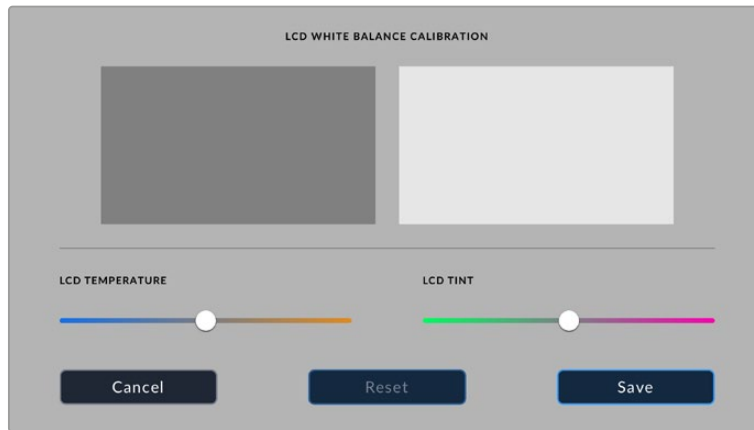 LCD WHITE BALANCE CALIBRATION
LCD TEMPERATURE
LCD TINT
Cancel
Reset
Save